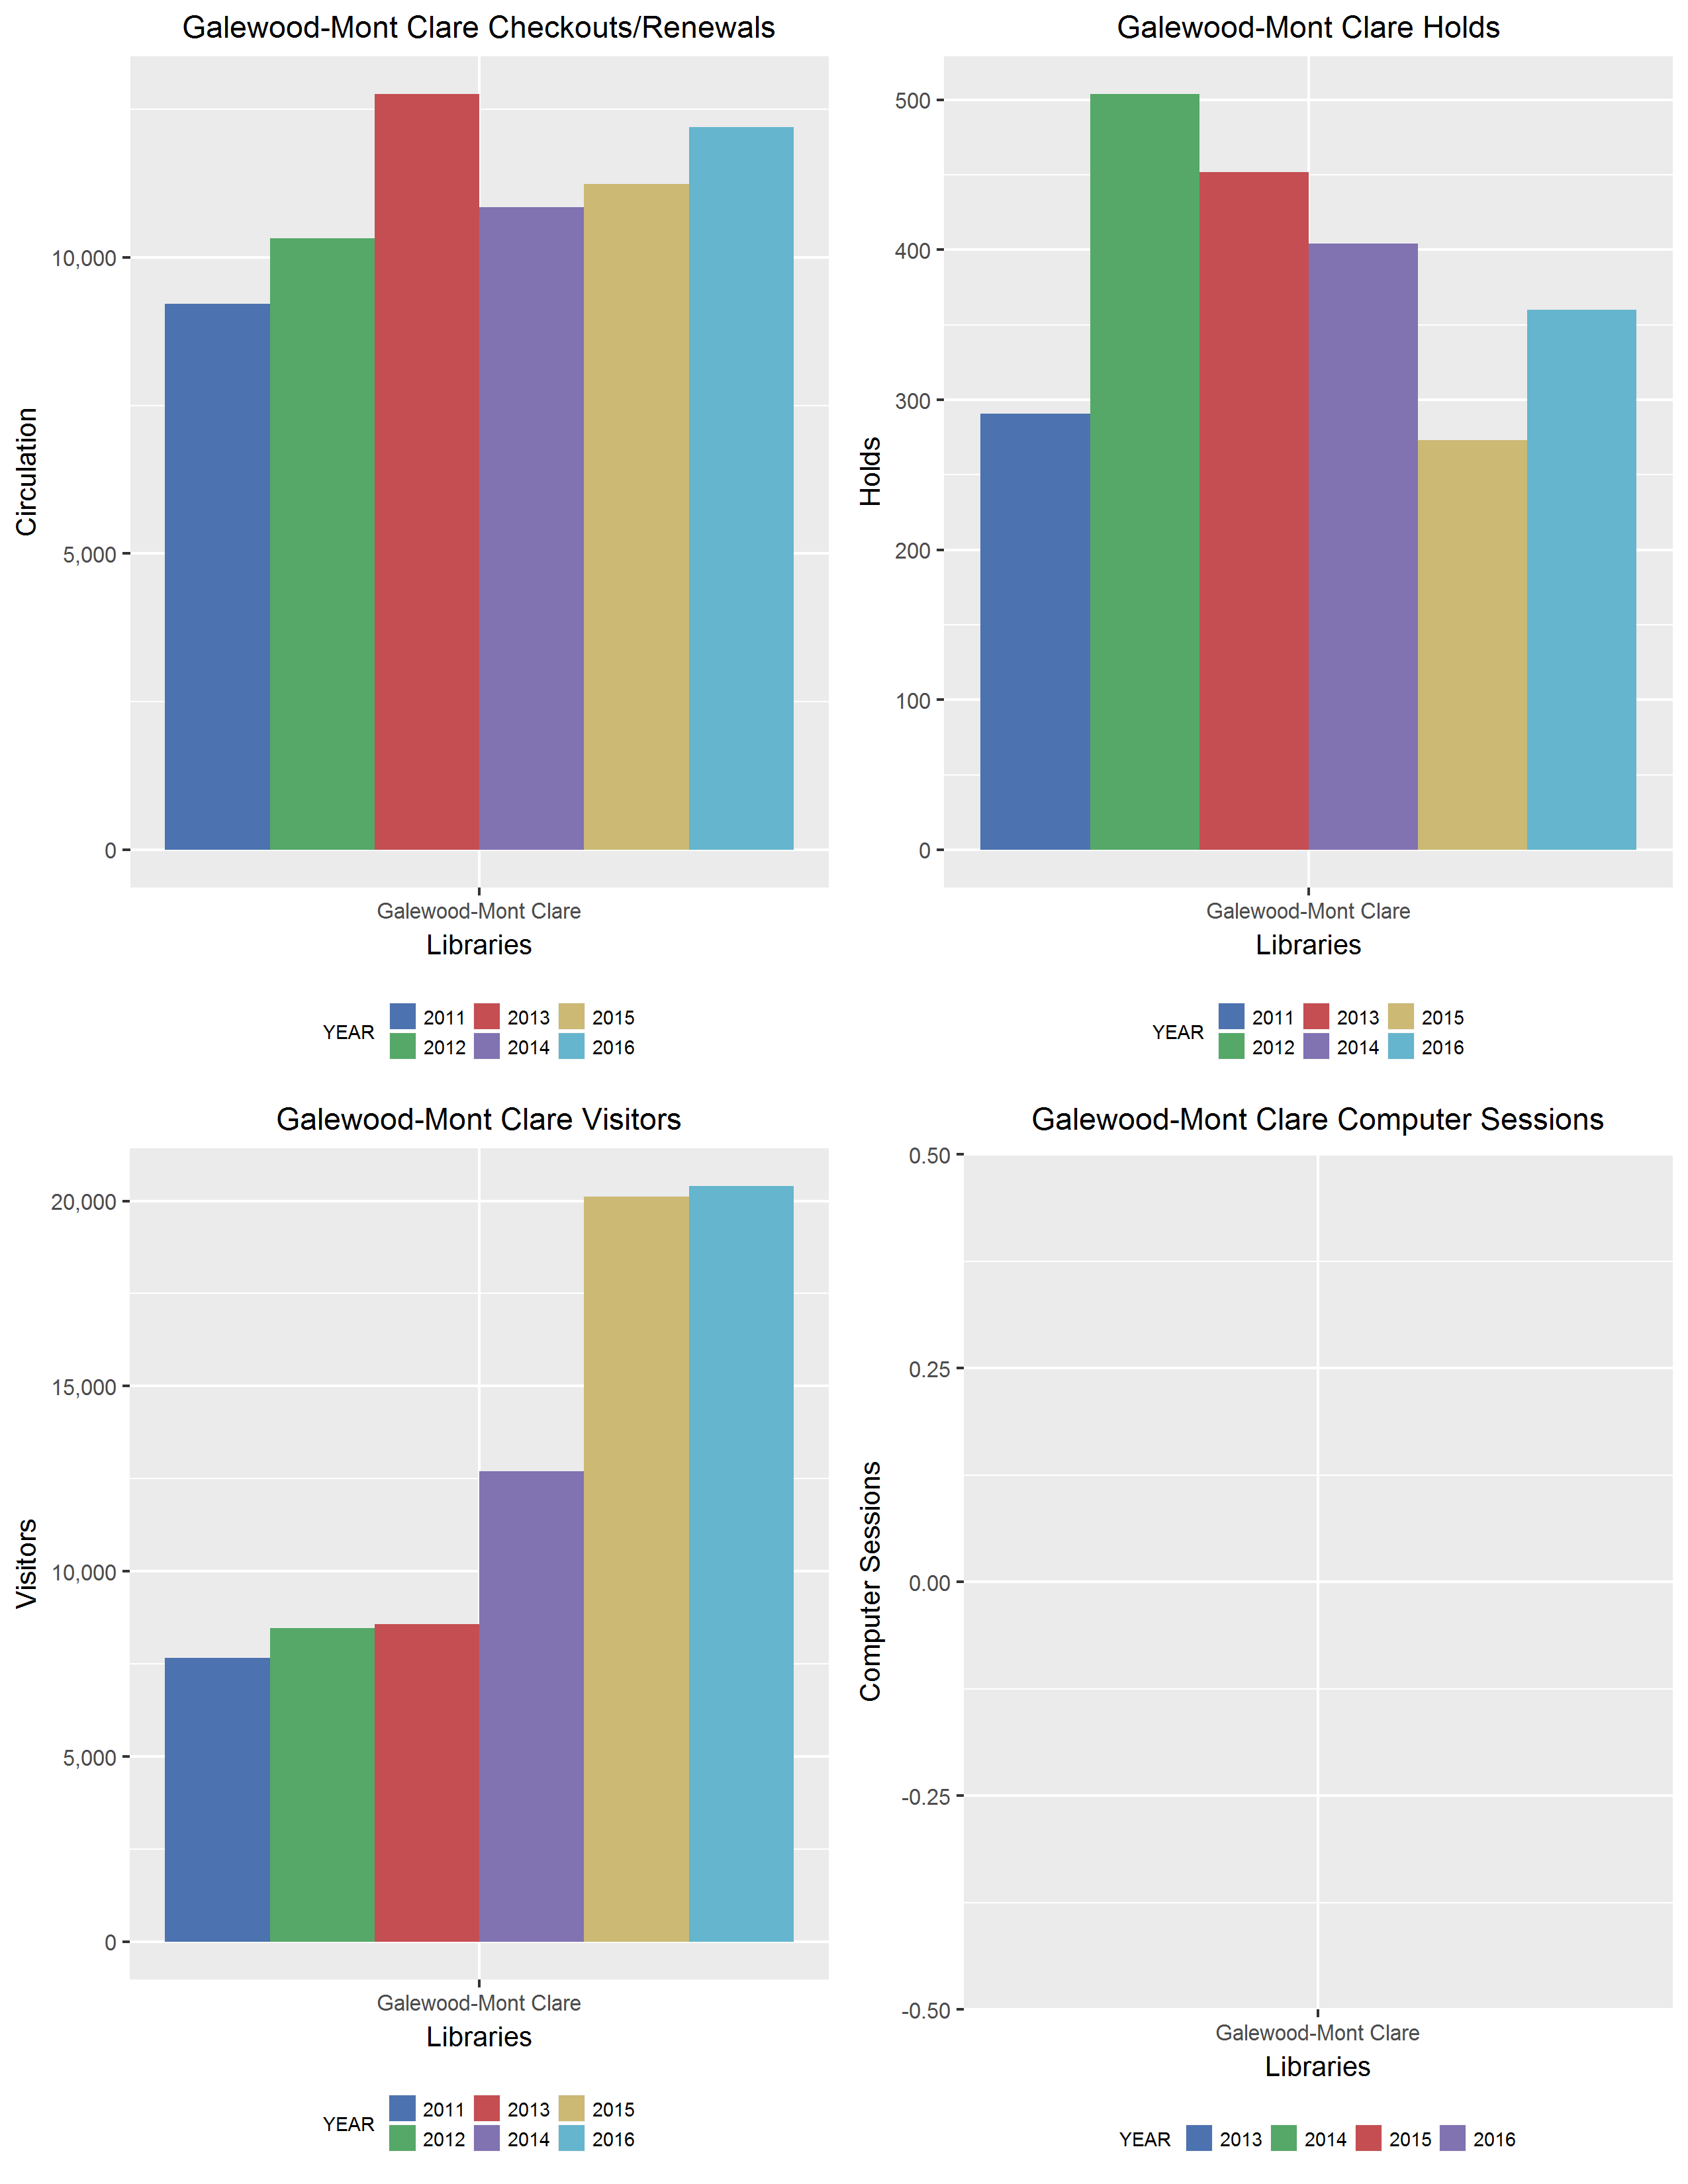 Galewood-Mont Clare Checkouts/Renewals
Circulation
10,000
5,000
0
Galewood-Mont Clare
Libraries
YEAR
2011 2013 2015
2012 2014 2016
Galewood-Mont Clare Holds
Holds
500
400
300
200
100
0
Galewood-Mont Clare
Libraries
YEAR
2011 2013 2015
2012 2014 2016
Galewood-Mont Clare Visitors
Visitors
20,000
15,000
10,000
5,000
0
Galewood-Mont Clare
Libraries
YEAR
2011 2013 2015
2012 2014 2016
Galewood-Mont Clare Computer Sessions
Computer Sessions
0.50
0.25
0.00
-0.25
-0.50
Galewood-Mont Clare
Libraries
YEAR 2013 2014 2015 2016